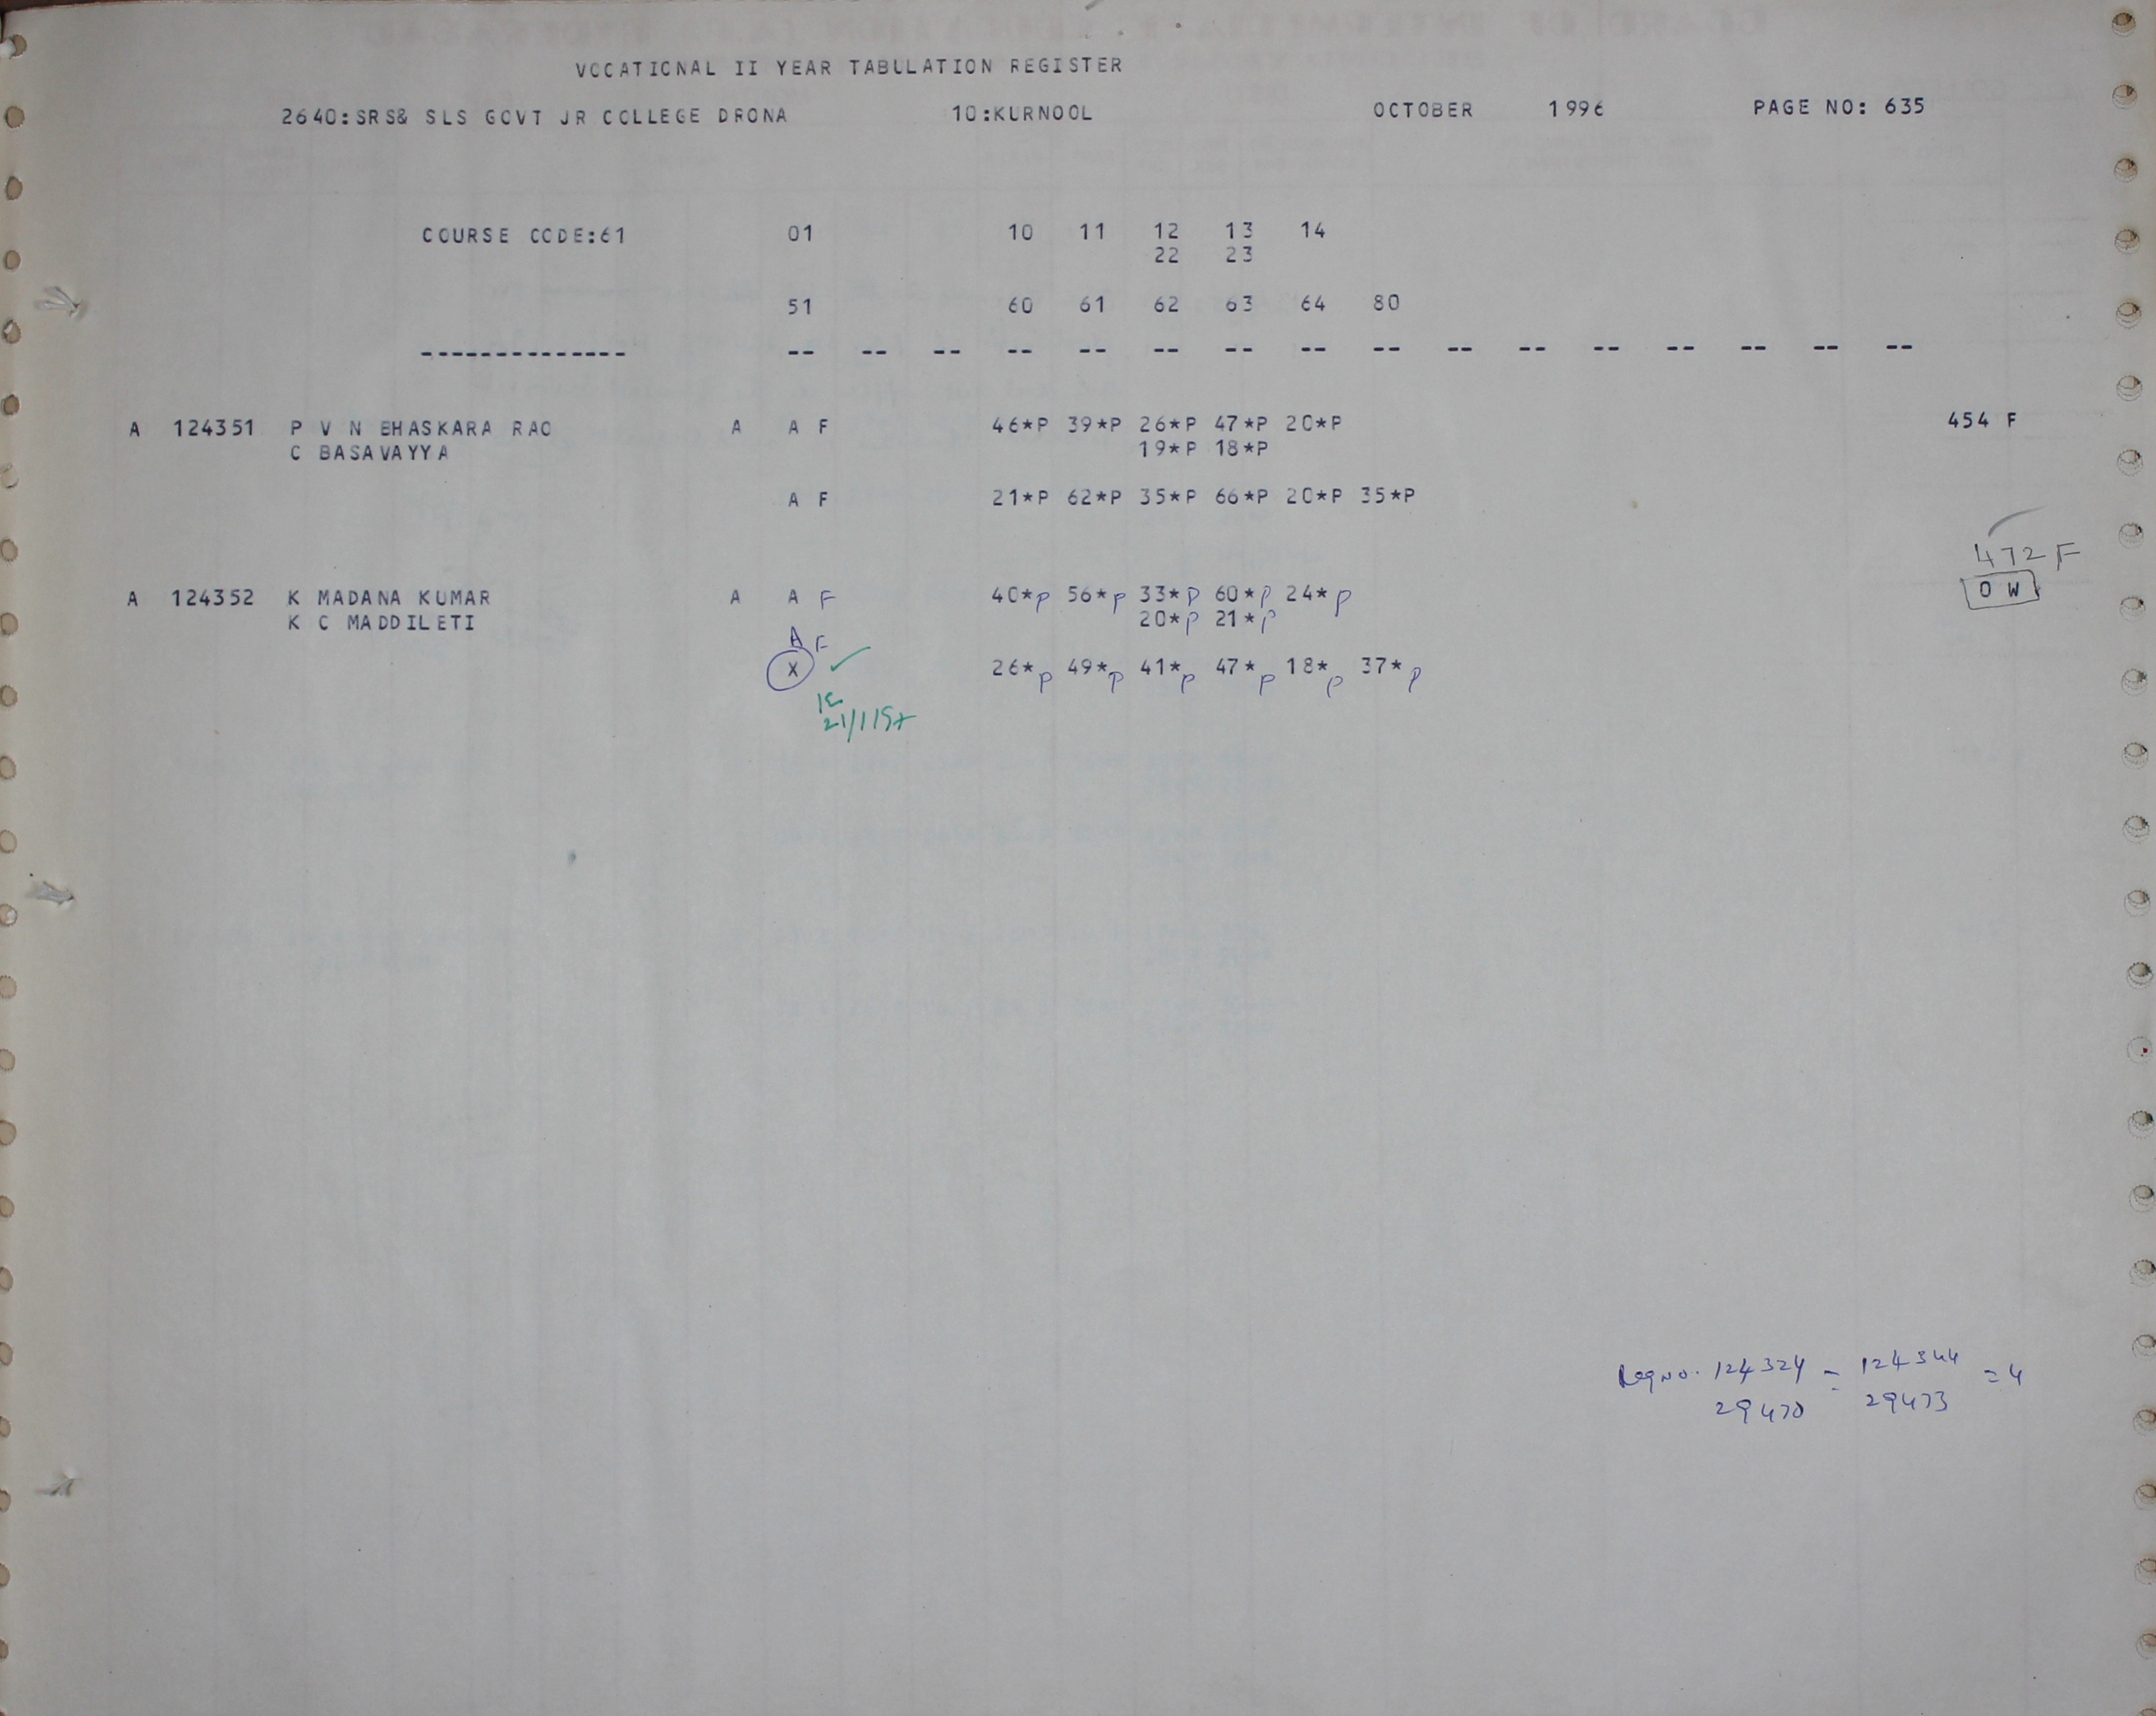 VOCATIONAL II YEAR TABULATION REGISTER
2640:SRS& SLS GOVT JR COLLEGE DRONA 10:KURNOOL OCTOBER 1996 PAGE NO: 635
COURSE CODE:61 01 10 11 12 13 14
22 23
51 60 61 62 63 64 80
-------------- -- -- -- -- -- -- -- -- -- -- -- -- -- -- -- --
A 124351 P V N BHASKARA RAO A A F 46*P 39*P 26*P 47*P 20*P 454 F
C BASAVAYYA 19*P 18*P
A F 21*P 62*P 35*P 66*P 20*P 35*P
472 F
A 124352 K MADANA KUMAR A A F 40*P 56*P 33*P 60*P 24*P O W
K C MADDILETI 20*P 21*P
A F
X 26*P 49*P 41*P 47*P 18*P 37*P
Reg no. 124324 = 124344 = 4
29470 29473